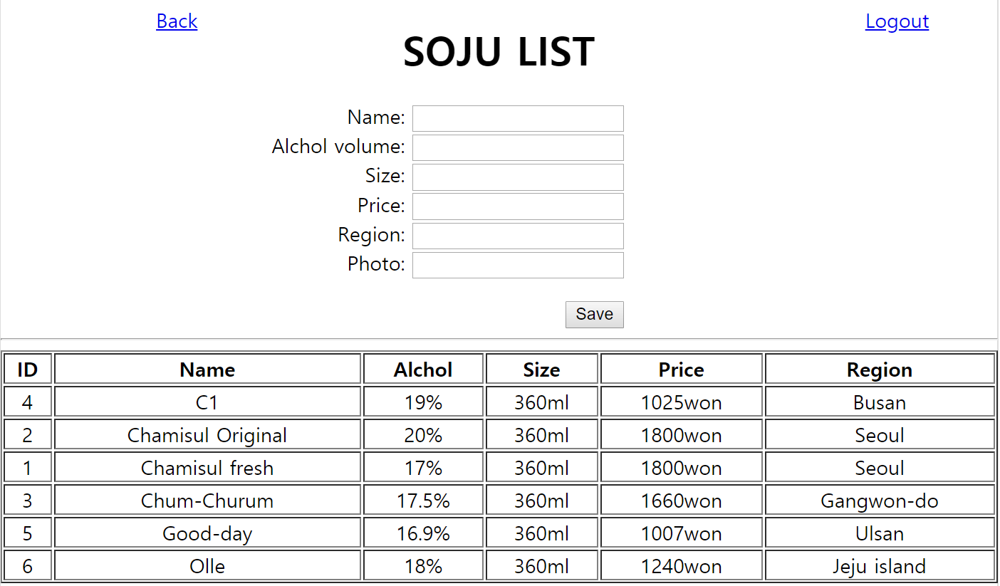 Back Logout
SOJU LIST
Name:
Alchol volume:
Size:
Price:
Region:
Photo:
Save
ID Name Alchol Size Price Region
4 C1 19% 360ml 1025won Busan
2 Chamisul Original 20% 360ml 1800won Seoul
1 Chamisul fresh 17% 360ml 1800won Seoul
3 Chum-Churum 17.5% 360ml 1660won Gangwon-do
5 Good-day 16.9% 360ml 1007won Ulsan
6 Olle 18% 360ml 1240won Jeju island